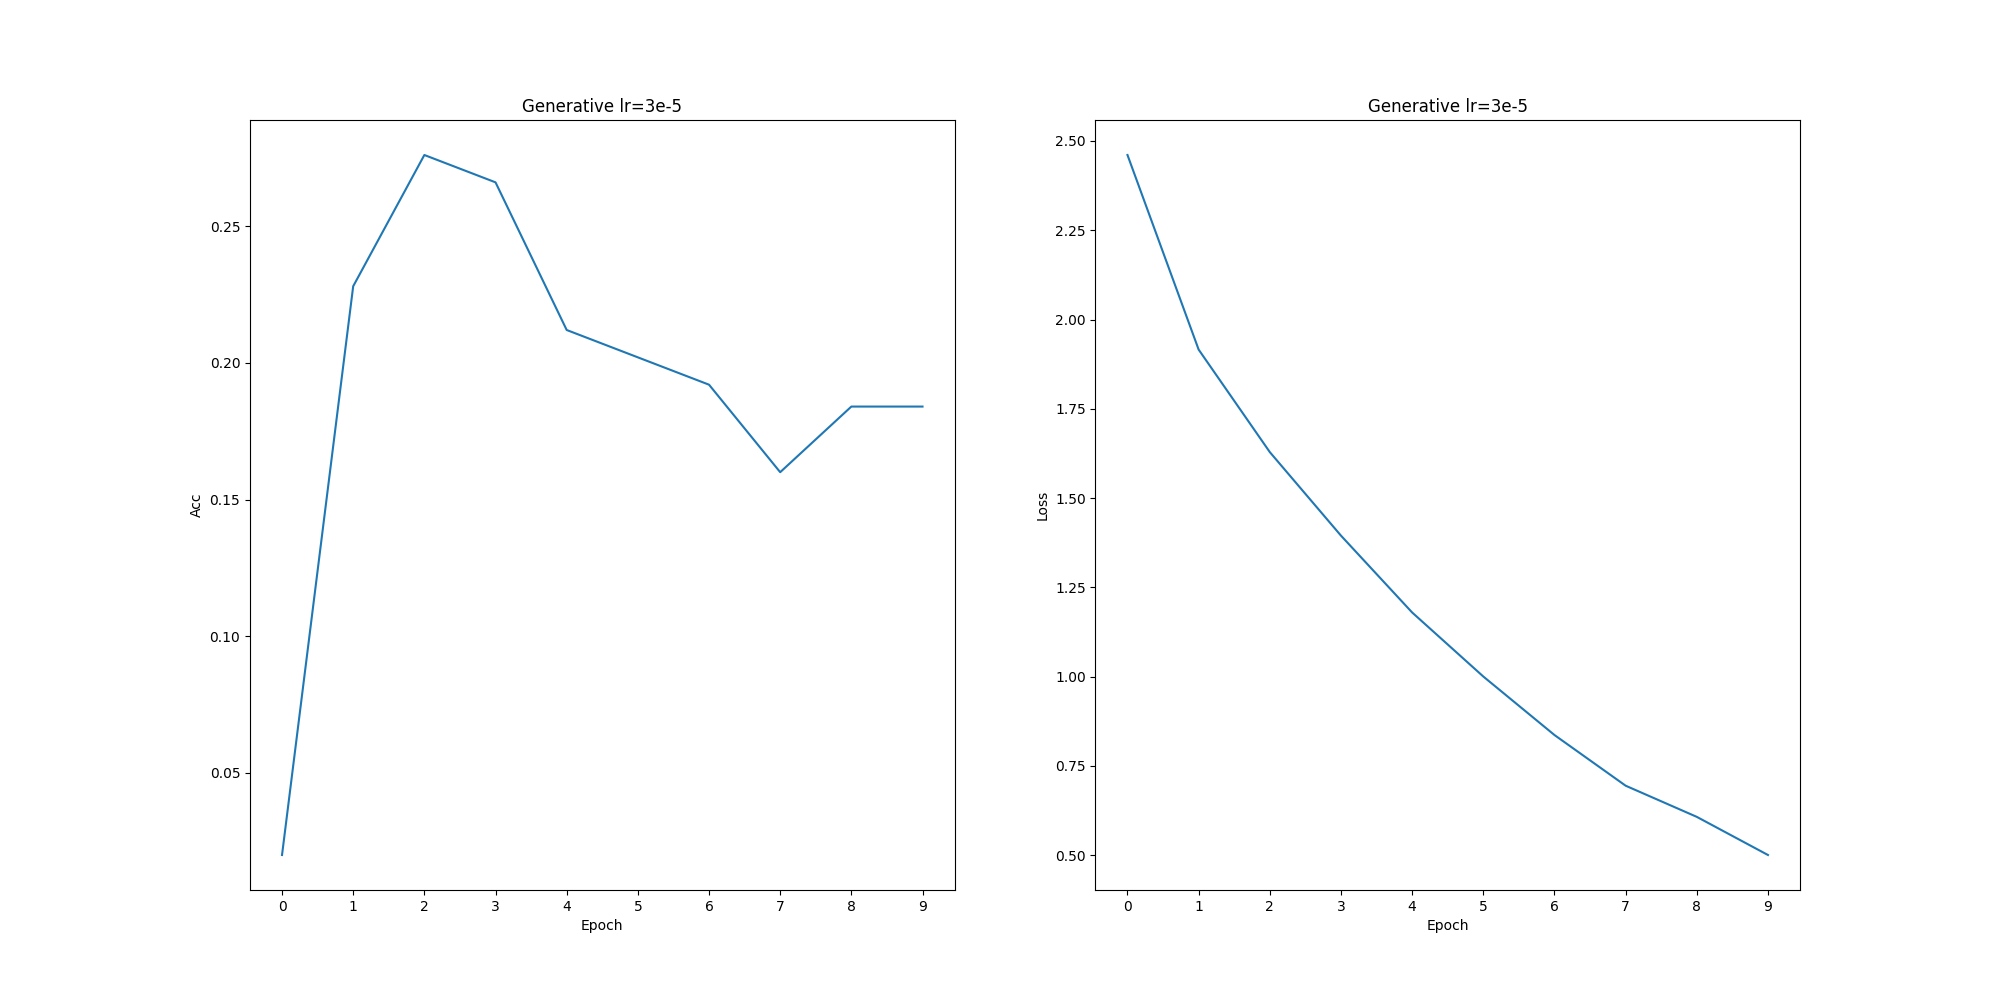 Generative lr=3e-5
0.25
0.20
0.15
0.10
0.05
Acc
0 1 2 3 4 5 6 7 8 9
Epoch
Generative lr=3e-5
2.50
2.25
2.00
1.75
1.50
1.25
1.00
0.75
0.50
Loss
0 1 2 3 4 5 6 7 8 9
Epoch